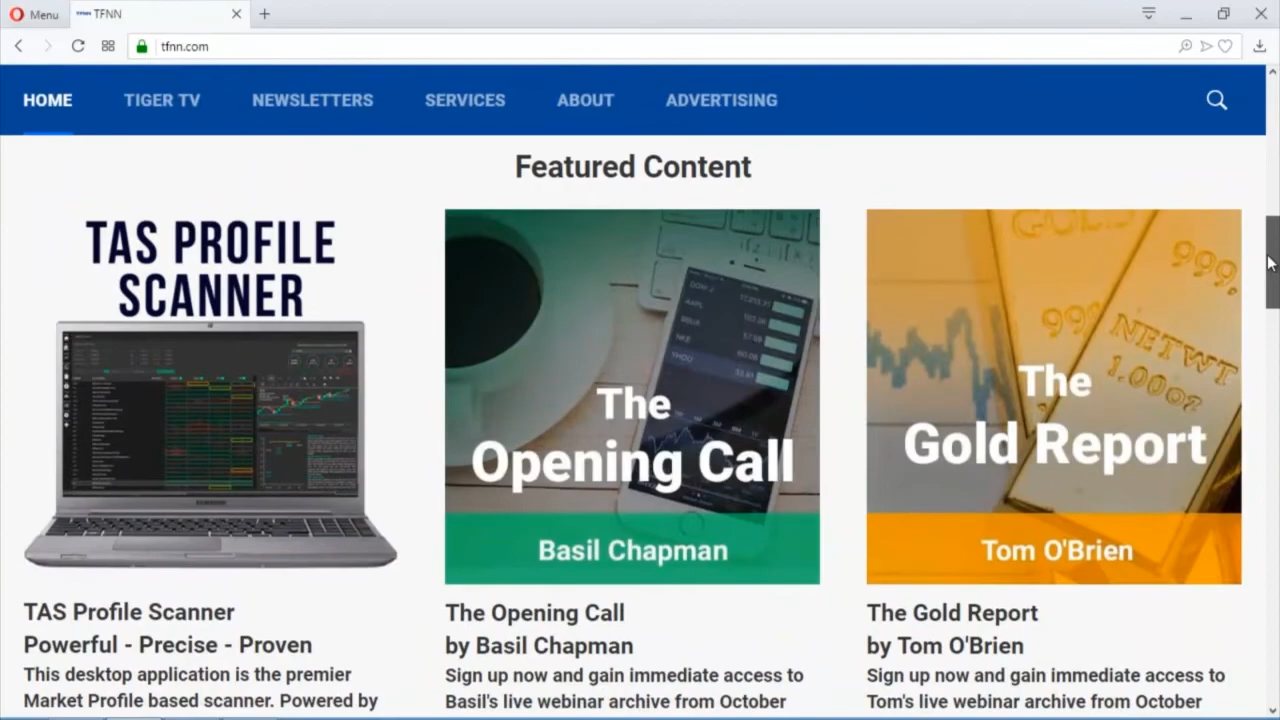 Menu
TFNN
tfnn.com
HOME
TIGER TV
NEWSLETTERS
SERVICES
ABOUT
ADVERTISING
Featured Content
TAS PROFILE
SCANNER
The
Opening Call
Basil Chapman
GOLD
999,
999
NETWT
The
Gold Report
Tom O'Brien
TAS Profile Scanner
Powerful - Precise - Proven
This desktop application is the premier
Market Profile based scanner. Powered by
The Opening Call
by Basil Chapman
Sign up now and gain immediate access to
Basil's live webinar archive from October
The Gold Report
by Tom O'Brien
Sign up now and gain immediate access to
Tom's live webinar archive from October